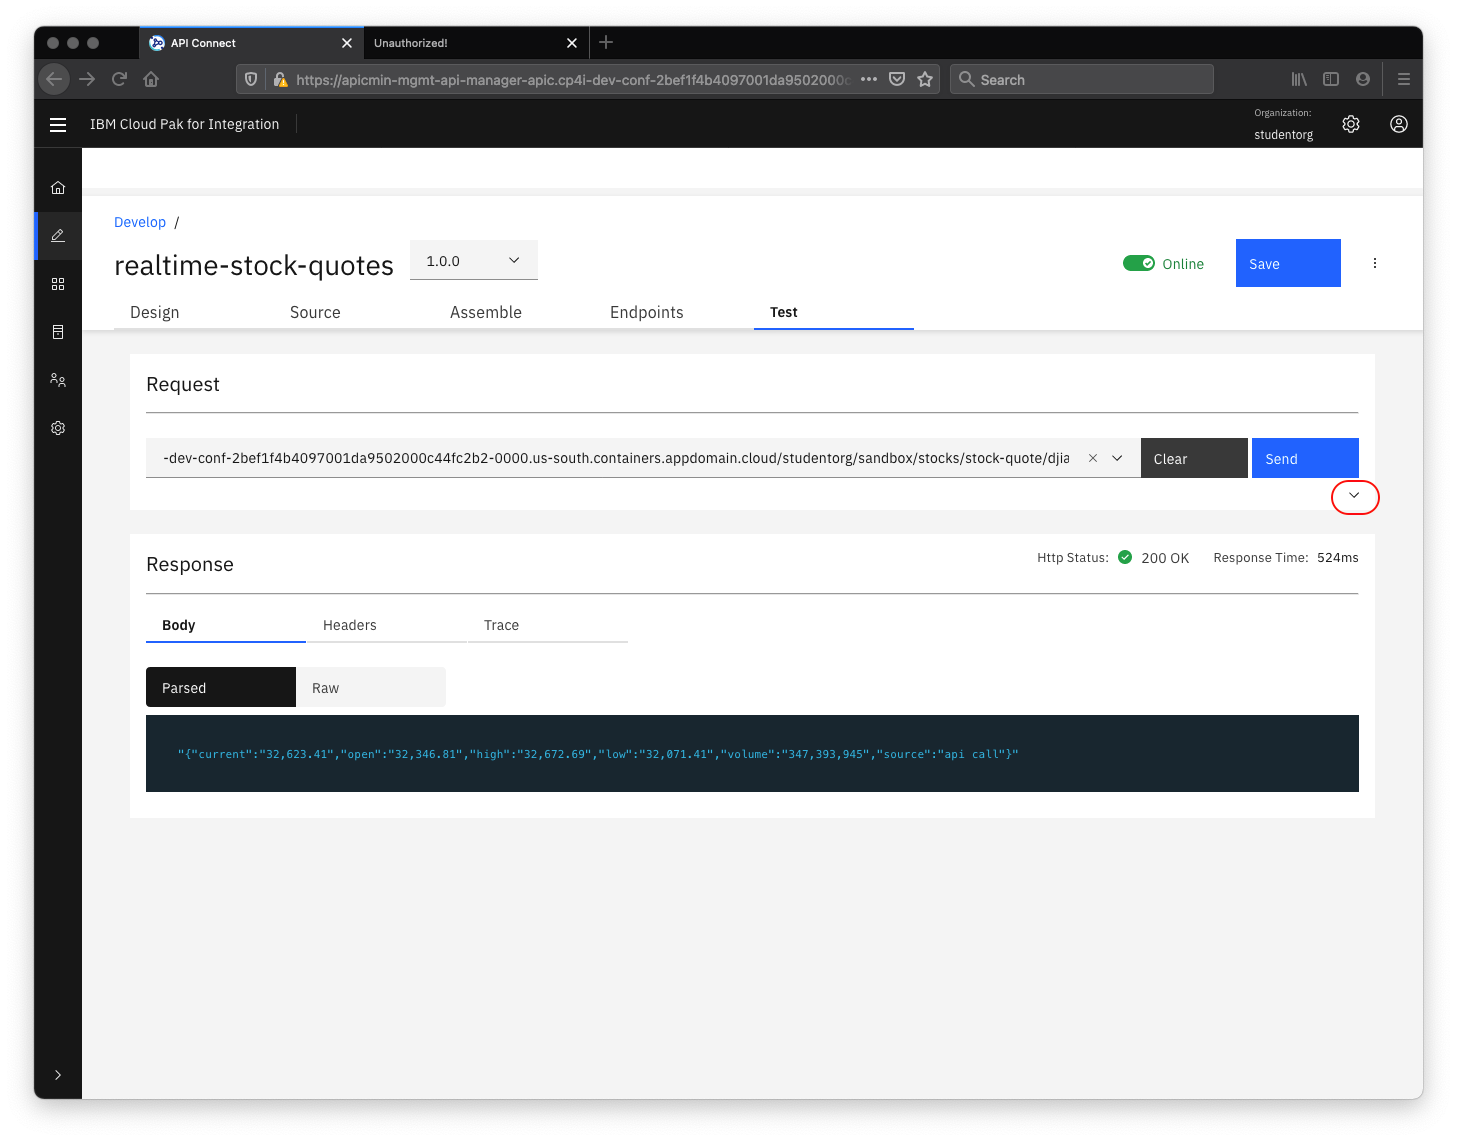 API Connect
Unauthorized!
https://apicmin-mgmt-api-manager-apic.cp4i-dev-conf-2bef1f4b4097001da9502000c
Search
IBM Cloud Pak for Integration
Organization:
studentorg
Develop /
realtime-stock-quotes
1.0.0
Online
Save
Design
Source
Assemble
Endpoints
Test
Request
-dev-conf-2bef1f4b4097001da9502000c44fc2b2-0000.us-south.containers.appdomain.cloud/studentorg/sandbox/stocks/stock-quote/djia
Clear
Send
Response
Http Status: 200 OK
Response Time: 524ms
Body
Headers
Trace
Parsed
Raw
"{"current":"32,623.41","open":"32,346.81","high":"32,672.69","low":"32,071.41","volume":"347,393,945","source":"api call"}"